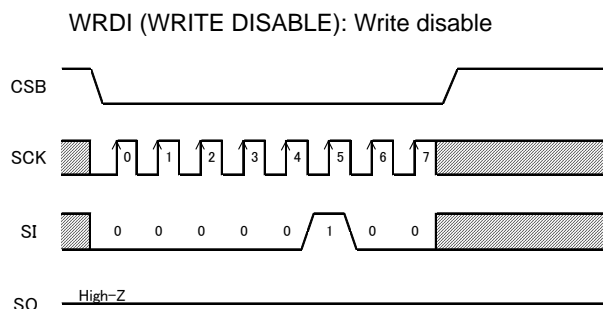 WRDI (WRITE DISABLE): Write disable
CSB
SCK 0 1 2 3 4 5 6 7
SI 0 0 0 0 0 1 0 0
High-Z
SO